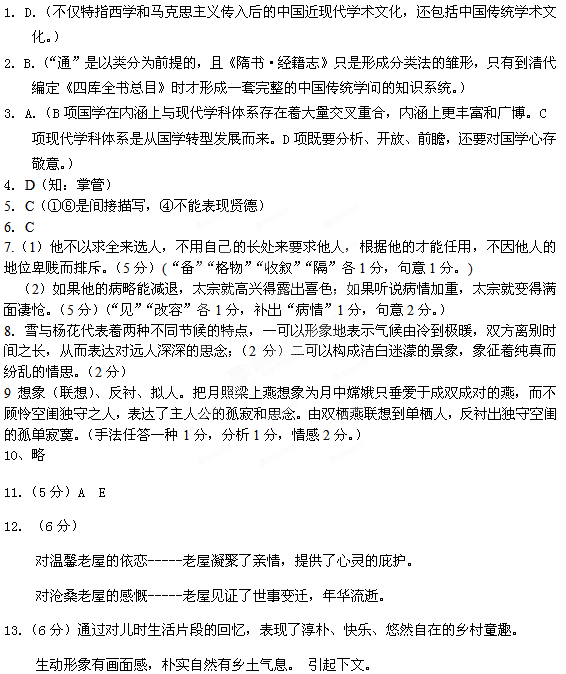 1. D.（不仅特指西学和马克思主义传入后的中国近现代学术文化，还包括中国传统学术文
化。）
2. B.（“通”是以类分为前提的，且《隋书·经籍志》只是形成分类法的雏形，只有到清代
编定《四库全书总目》时才形成一套完整的中国传统学问的知识系统。）
3. A.（B 项国学在内涵上与现代学科体系存在着大量交叉重合，内涵上更丰富和广博。C
项现代学科体系是从国学转型发展而来。D 项既要分析、开放、前瞻，还要对国学心存
敬意。）
4. D（知：掌管）
5. C（①⑥是间接描写，④不能表现贤德）
6. C
7.（1）他不以求全来选人，不用自己的长处来要求他人，根据他的才能任用，不因他人的
地位卑贱而排斥。（5 分）(“备”“格物”“收叙”“隔” 各 1 分，句意 1 分。)
（2）如果他的病略能减退，太宗就高兴得露出喜色；如果听说病情加重，太宗就变得满
面凄怆。（5 分）（“见”“改容” 各 1 分，补出“病情”1 分，句意 2 分。）
8. 雪与杨花代表着两种不同节候的特点，一可以形象地表示气候由冷到极暖，双方离别时
间之长，从而表达对远人深深的思念；（2 分）二可以构成洁白迷蒙的景象，象征着纯真而
纷乱的情思。（2 分）
9 想象（联想）、反衬、拟人。把月照梁上燕想象为月中嫦娥只垂爱于成双成对的燕，而不
顾怜空闺独守之人，表达了主人公的孤寂和思念。由双栖燕联想到单栖人，反衬出独守空闺
的孤单寂寞。（手法任答一种 1 分，分析 1 分，情感 2 分。）
10、略
11.（5 分）A E
12. （6 分）
对温馨老屋的依恋-----老屋凝聚了亲情，提供了心灵的庇护。
对沧桑老屋的感慨-----老屋见证了世事变迁，年华流逝。
13.（6 分）通过对儿时生活片段的回忆，表现了淳朴、快乐、悠然自在的乡村童趣。
生动形象有画面感，朴实自然有乡土气息。 引起下文。